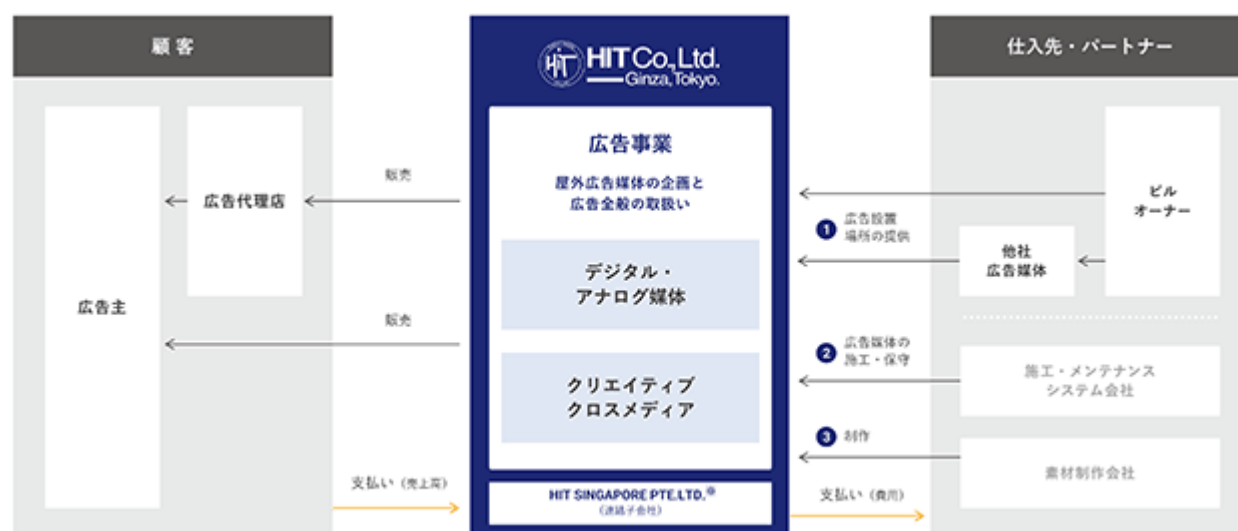 顧客
広告主
広告代理店
販売
販売
支払い（売上高）
HIT
HIT Co.,Ltd.
Ginza, Tokyo.
広告事業
屋外広告媒体の企画と
広告全般の取扱い
デジタル・
アナログ媒体
クリエイティブ
クロスメディア
HIT SINGAPORE PTE.LTD.※
（連結子会社）
1 広告設置
場所の提供
2 広告媒体の
施工・保守
3 制作
支払い（費用）
仕入先・パートナー
ビル
オーナー
他社
広告媒体
施工・メンテナンス
システム会社
素材制作会社